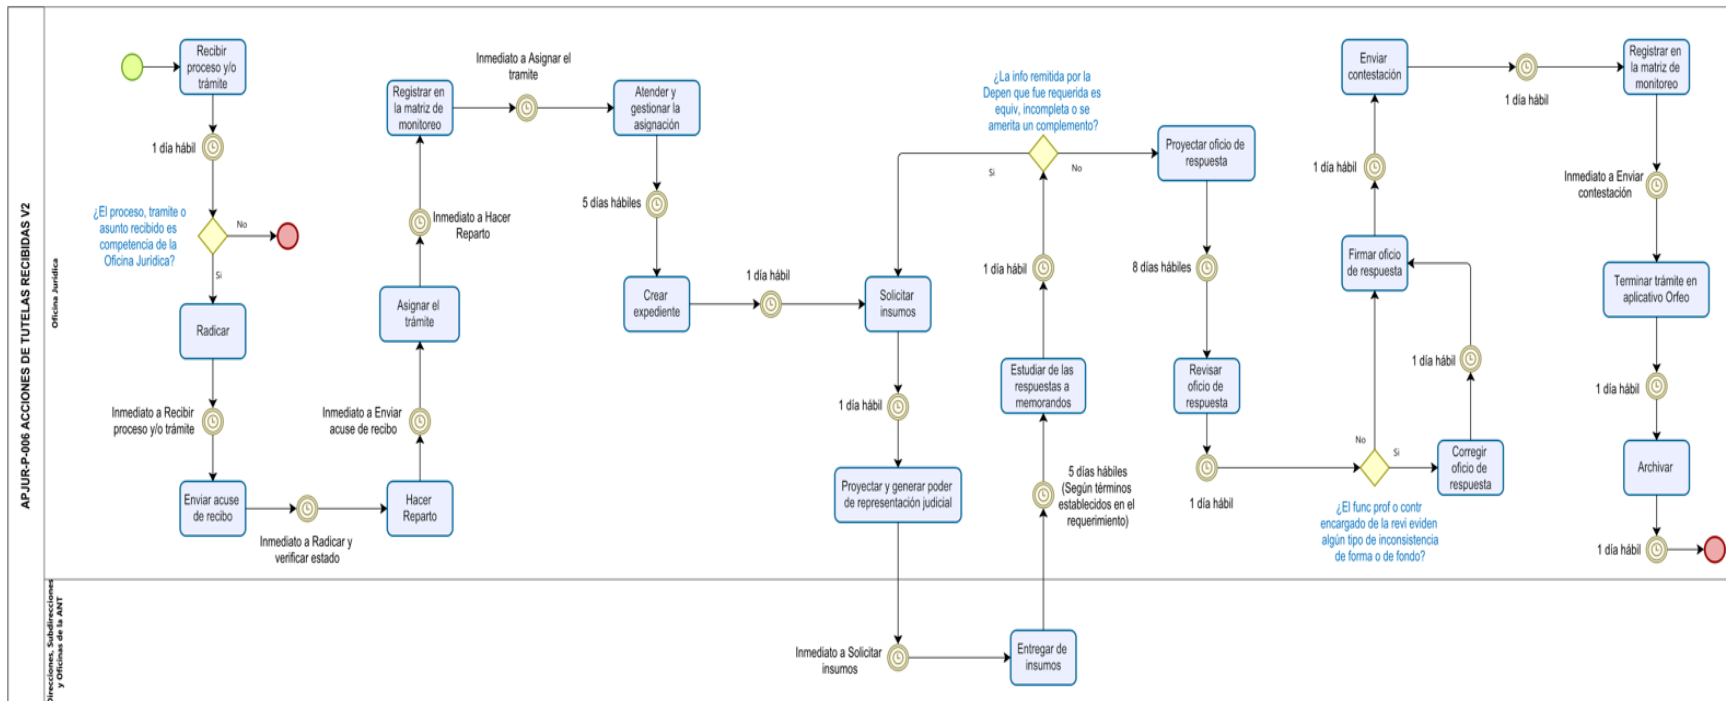 APJUR-P-006 ACCIONES DE TUTELAS RECIBIDAS V2
Oficina Jurídica
Recibir
proceso y/o
trámite
1 día hábil
¿El proceso, tramite o
asunto recibido es
competencia de la
Oficina Jurídica?
No
Si
Radicar
Inmediato a Recibir
proceso y/o trámite
Enviar acuse
de recibo
Inmediato a Radicar y
verificar estado
Hacer
Reparto
Inmediato a Enviar
acuse de recibo
Asignar el
trámite
Inmediato a Hacer
Reparto
Registrar en
la matriz de
monitoreo
Inmediato a Asignar el
tramite
Atender y
gestionar la
asignación
5 días hábiles
Crear
expediente
1 día hábil
Solicitar
insumos
1 día hábil
Proyectar y generar poder
de representación judicial
Direcciones, Subdirecciones
y Oficinas de la ANT
Inmediato a Solicitar
insumos
Entregar de
insumos
5 días hábiles
(Según términos
establecidos en el
requerimiento)
Estudiar de las
respuestas a
memorandos
1 día hábil
¿La info remitida por la
Depen que fue requerida es
equiv, incompleta o se
amerita un complemento?
Si
No
Proyectar oficio de
respuesta
8 días hábiles
Revisar
oficio de
respuesta
1 día hábil
¿El func prof o contr
encargado de la revi eviden
algún tipo de inconsistencia
de forma o de fondo?
No
Si
Corregir
oficio de
respuesta
1 día hábil
Firmar oficio
de respuesta
1 día hábil
Enviar
contestación
1 día hábil
Registrar en
la matriz de
monitoreo
Inmediato a Enviar
contestación
Terminar trámite en
aplicativo Orfeo
1 día hábil
Archivar
1 día hábil